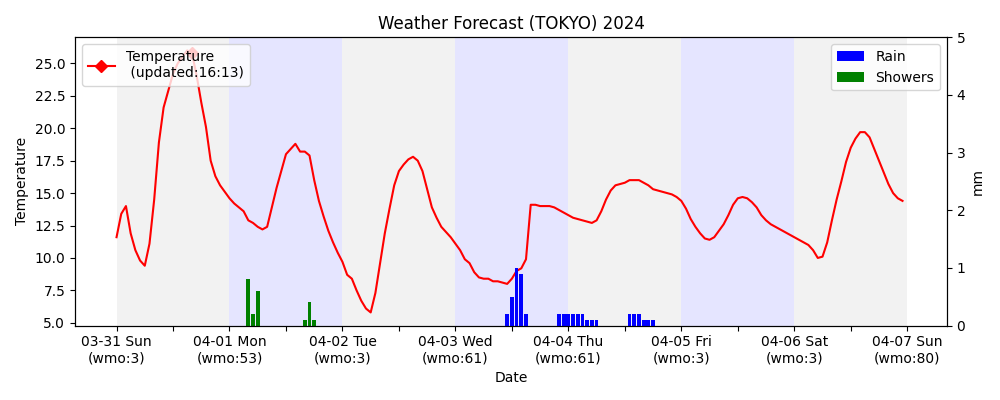 Weather Forecast (TOKYO) 2024
Temperature
(updated:16:13)
Rain
Showers
25.0
22.5
20.0
17.5
15.0
12.5
10.0
7.5
5.0
Temperature
5
4
3
2
1
0
mm
03-31 Sun
(wmo:3)
04-01 Mon
(wmo:53)
04-02 Tue
(wmo:3)
04-03 Wed
(wmo:61)
04-04 Thu
(wmo:61)
04-05 Fri
(wmo:3)
04-06 Sat
(wmo:3)
04-07 Sun
(wmo:80)
Date